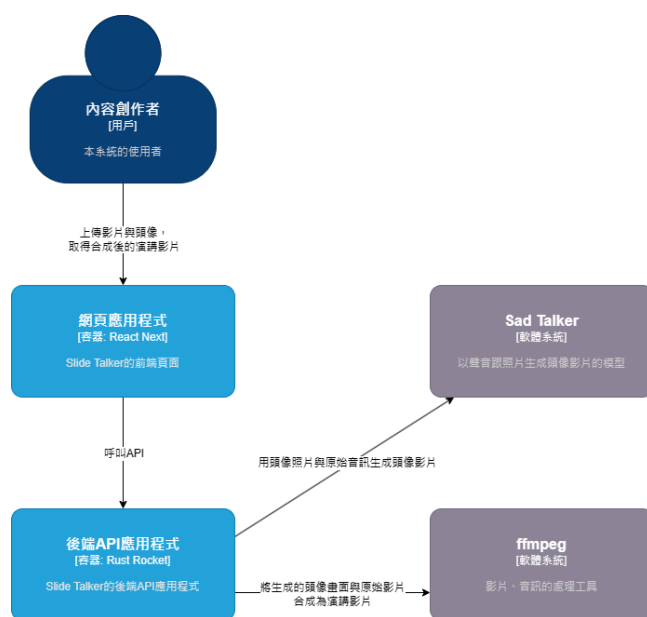 內容創作者
[用戶]
本系統的使用者
上傳影片與頭像，
取得合成後的演講影片
網頁應用程式
[容器: React Next]
Slide Talker的前端頁面
Sad Talker
[軟體系統]
以聲音跟照片生成頭像影片的模型
呼叫API
用頭像照片與原始音訊生成頭像影片
後端API應用程式
[容器: Rust Rocket]
Slide Talker的後端API應用程式
將生成的頭像畫面與原始影片
合成為演講影片
ffmpeg
[軟體系統]
影片、音訊的處理工具